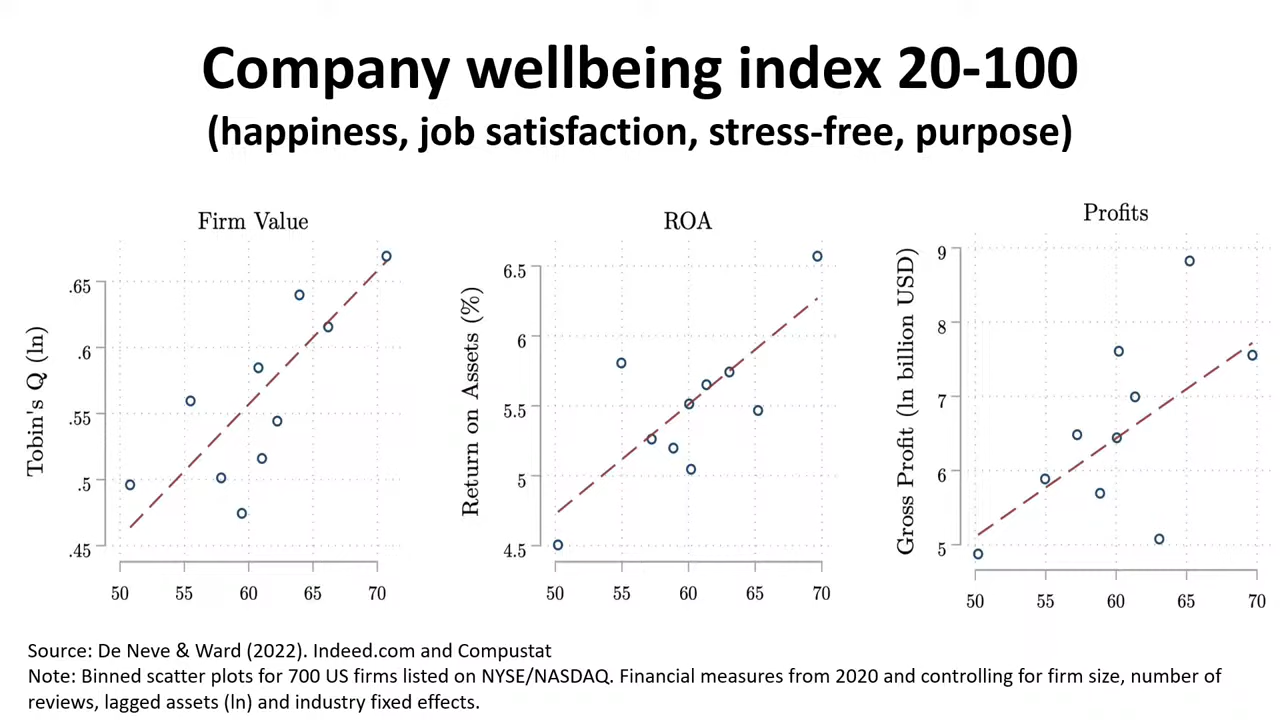 Company wellbeing index 20-100
(happiness, job satisfaction, stress-free, purpose)
Firm Value
Tobin's Q (ln)
.65
.6
.55
.5
.45
50 55 60 65 70
ROA
Return on Assets (%)
6.5
6
5.5
5
4.5
50 55 60 65 70
Profits
Gross Profit (ln billion USD)
9
8
7
6
5
50 55 60 65 70
Source: De Neve & Ward (2022). Indeed.com and Compustat
Note: Binned scatter plots for 700 US firms listed on NYSE/NASDAQ. Financial measures from 2020 and controlling for firm size, number of
reviews, lagged assets (ln) and industry fixed effects.